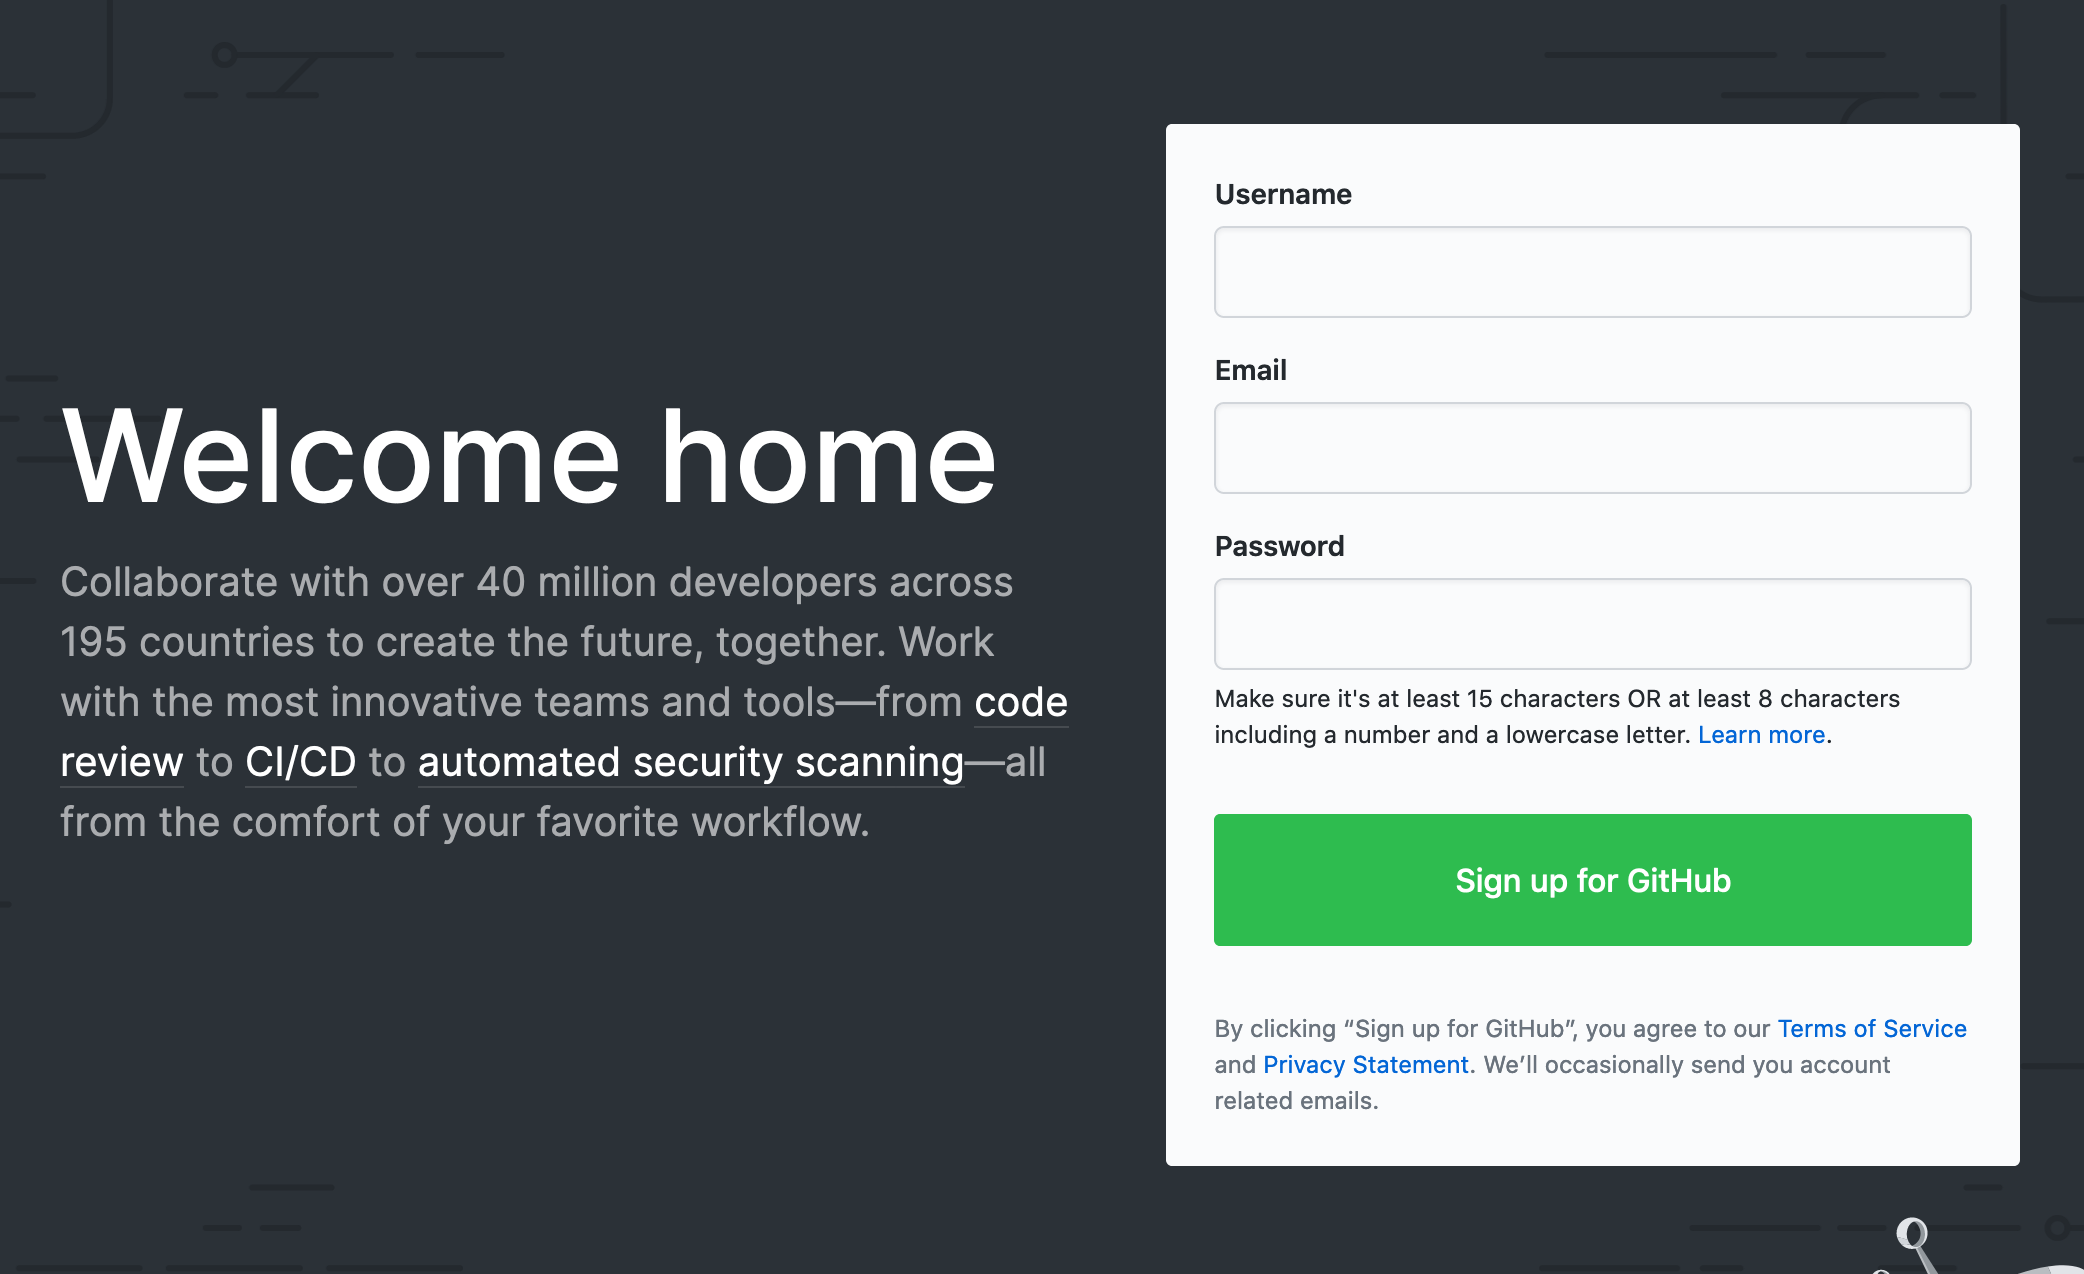 Welcome home
Collaborate with over 40 million developers across
195 countries to create the future, together. Work
with the most innovative teams and tools—from code
review to CI/CD to automated security scanning—all
from the comfort of your favorite workflow.
Username
Email
Password
Make sure it's at least 15 characters OR at least 8 characters
including a number and a lowercase letter. Learn more.
Sign up for GitHub
By clicking “Sign up for GitHub”, you agree to our Terms of Service
and Privacy Statement. We’ll occasionally send you account
related emails.